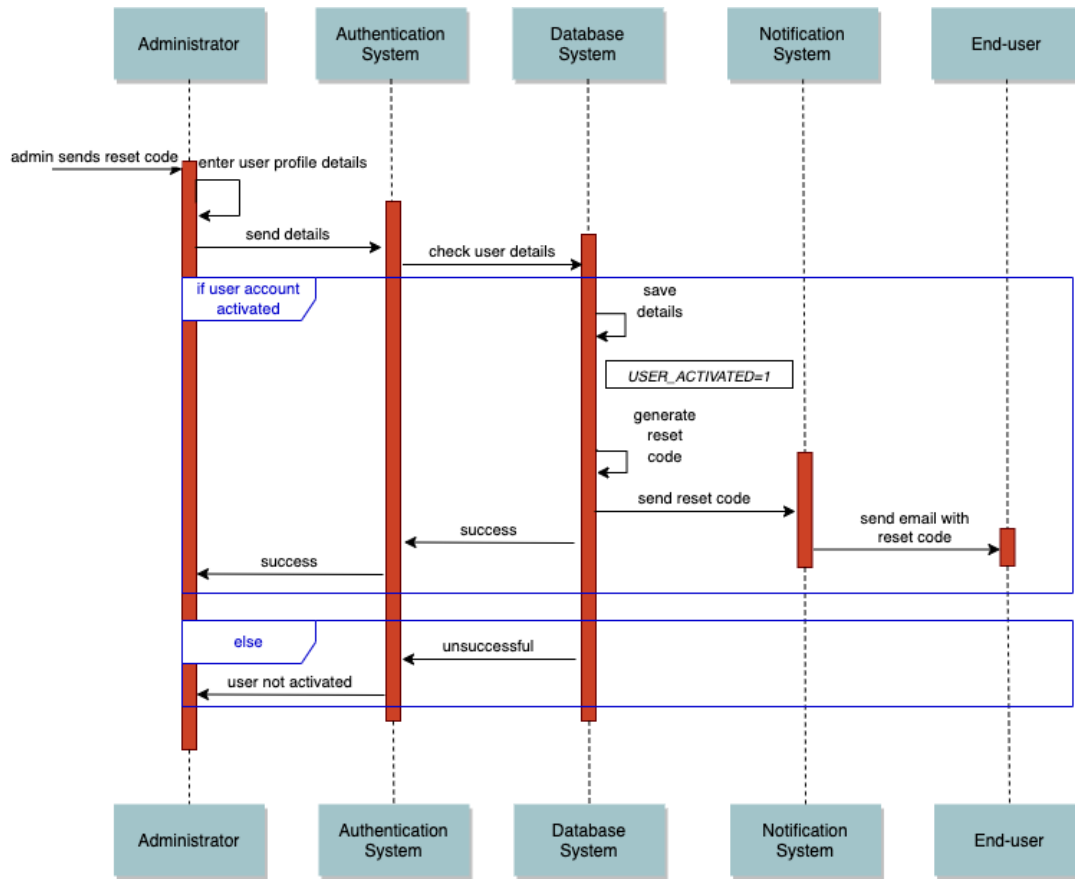 Administrator
Authentication
System
Database
System
Notification
System
End-user
admin sends reset code
enter user profile details
send details
check user details
if user account
activated
save
details
USER_ACTIVATED=1
generate
reset
code
send reset code
send email with
reset code
success
success
else
unsuccessful
user not activated
Administrator
Authentication
System
Database
System
Notification
System
End-user